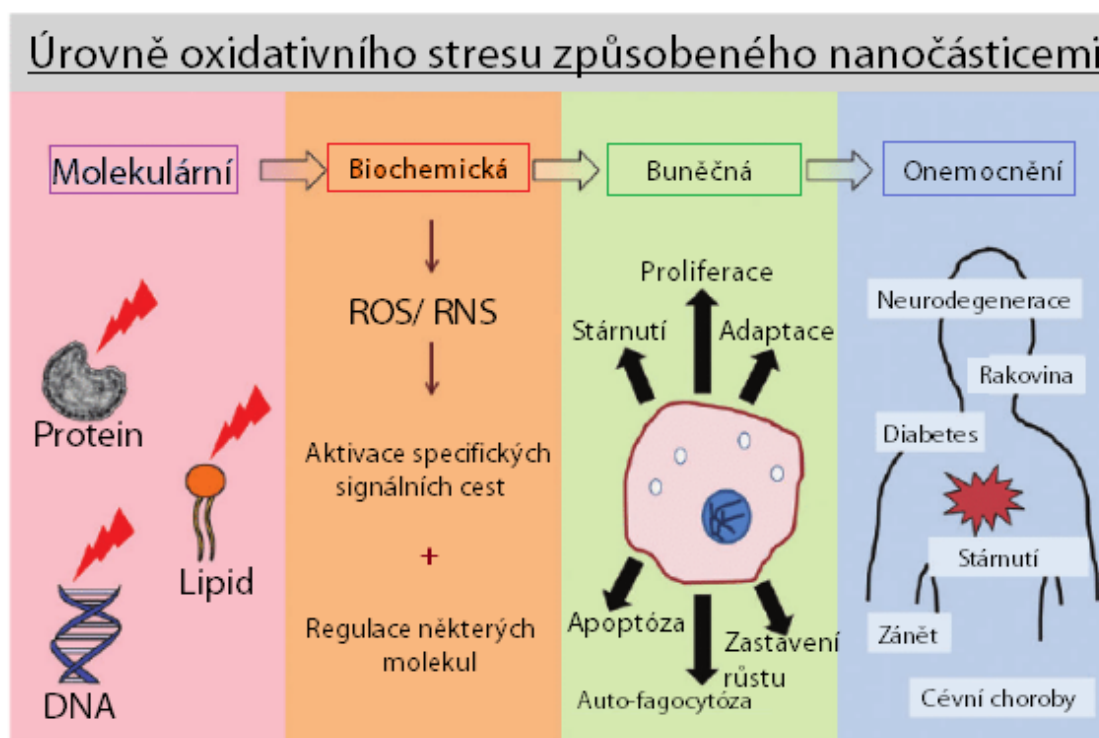 Úrovně oxidativního stresu způsobeného nanočásticemi
Molekulární
Biochemická
Buněčná
Onemocnění
Protein
Lipid
DNA
ROS/ RNS
Aktivace specifických
signálních cest
+
Regulace některých
molekul
Proliferace
Stárnutí
Adaptace
Apoptóza
Zastavení
růstu
Auto-fagocytóza
Neurodegenerace
Rakovina
Diabetes
Stárnutí
Zánět
Cévní choroby